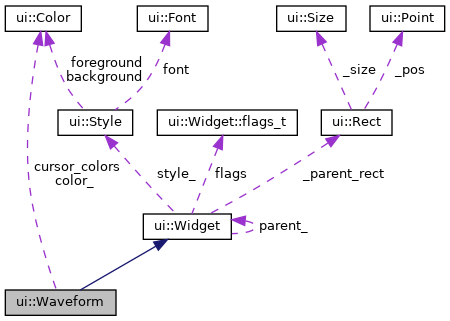 ui::Color
ui::Font
ui::Size
ui::Point
foreground
background
font
_size
_pos
ui::Style
ui::Widget::flags_t
ui::Rect
cursor_colors
color_
style_
flags
_parent_rect
ui::Widget
parent_
ui::Waveform